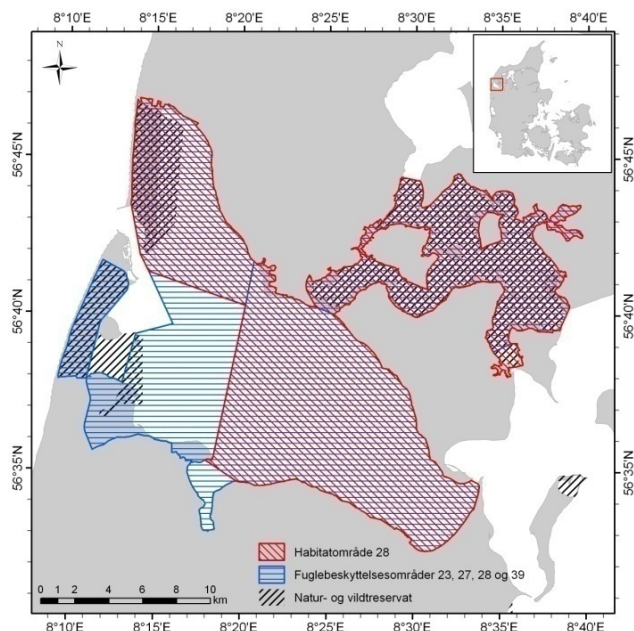 8°10'E 8°15'E 8°20'E 8°25'E 8°30'E 8°35'E 8°40'E
N
56°45'N 56°45'N
56°40'N 56°40'N
56°35'N 56°35'N
Habitatområde 28
Fuglebeskyttelsesområder 23, 27, 28 og 39
Natur- og vildtreservat
0 1 2 4 6 8 10
km
8°10'E 8°15'E 8°20'E 8°25'E 8°30'E 8°35'E 8°40'E